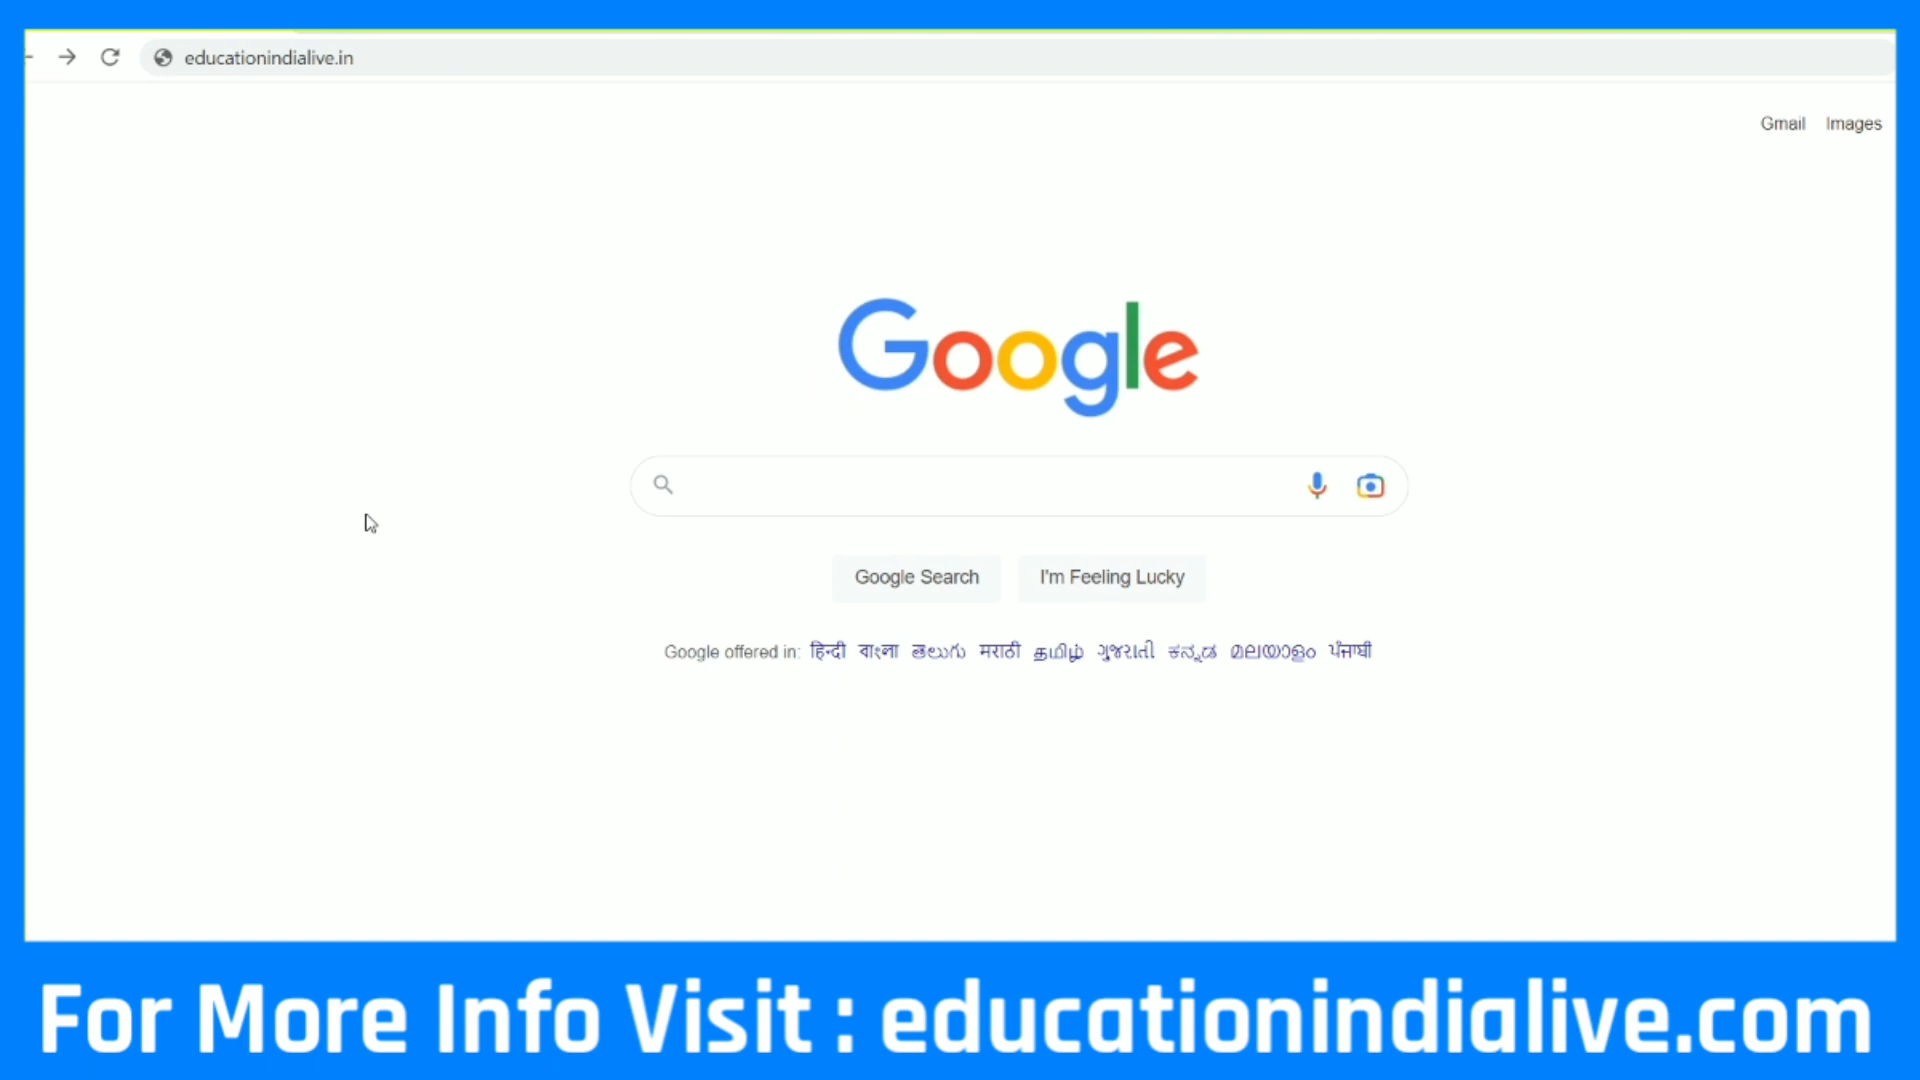 educationindialive.in
Gmail Images
Google
Google Search I'm Feeling Lucky
Google offered in: हिन्दी বাংলা తెలుగు मराठी தமிழ் ગુજરાતી ಕನ್ನಡ മലയാളം ਪੰਜਾਬੀ
For More Info Visit : educationindialive.com